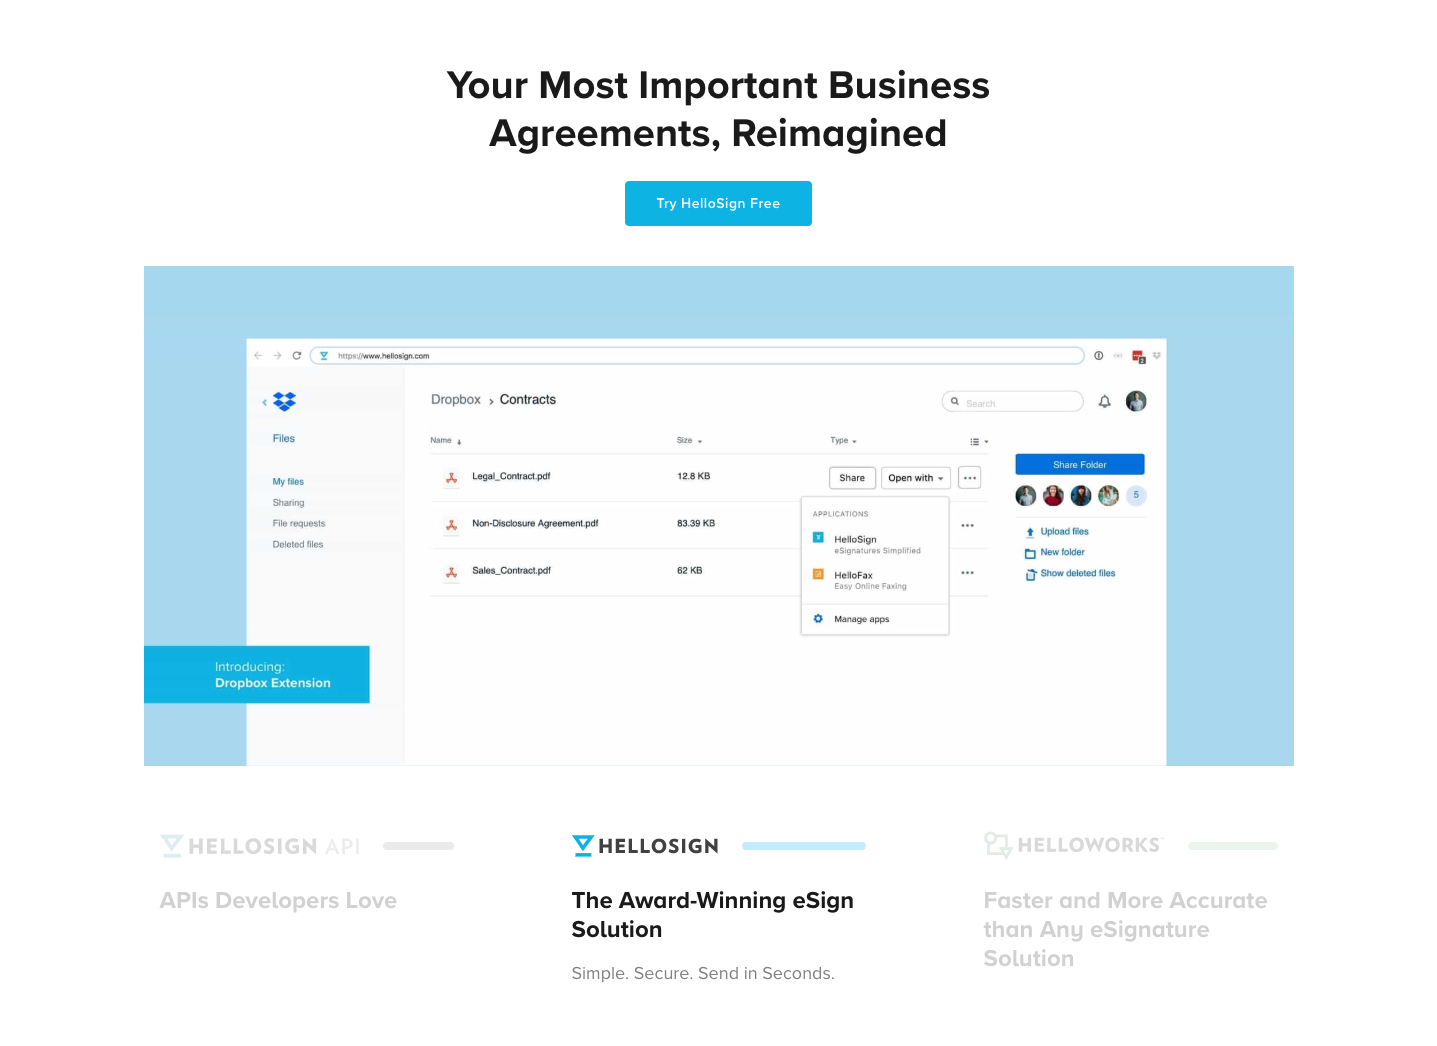 Your Most Important Business
Agreements, Reimagined
Try HelloSign Free
https://www.hellosign.com
2
Dropbox › Contracts
Search
Files
Name
Size
Type
My files
Sharing
File requests
Deleted files
Legal_Contract.pdf
12.8 KB
Share
Open with
Non-Disclosure Agreement.pdf
83.39 KB
Sales_Contract.pdf
62 KB
APPLICATIONS
HelloSign
eSignatures Simplified
HelloFax
Easy Online Faxing
Manage apps
Share Folder
5
Upload files
New folder
Show deleted files
Introducing:
Dropbox Extension
HELLOSIGN API
APIs Developers Love
HELLOSIGN
The Award-Winning eSign
Solution
Simple. Secure. Send in Seconds.
HELLOWORKS
Faster and More Accurate
than Any eSignature
Solution